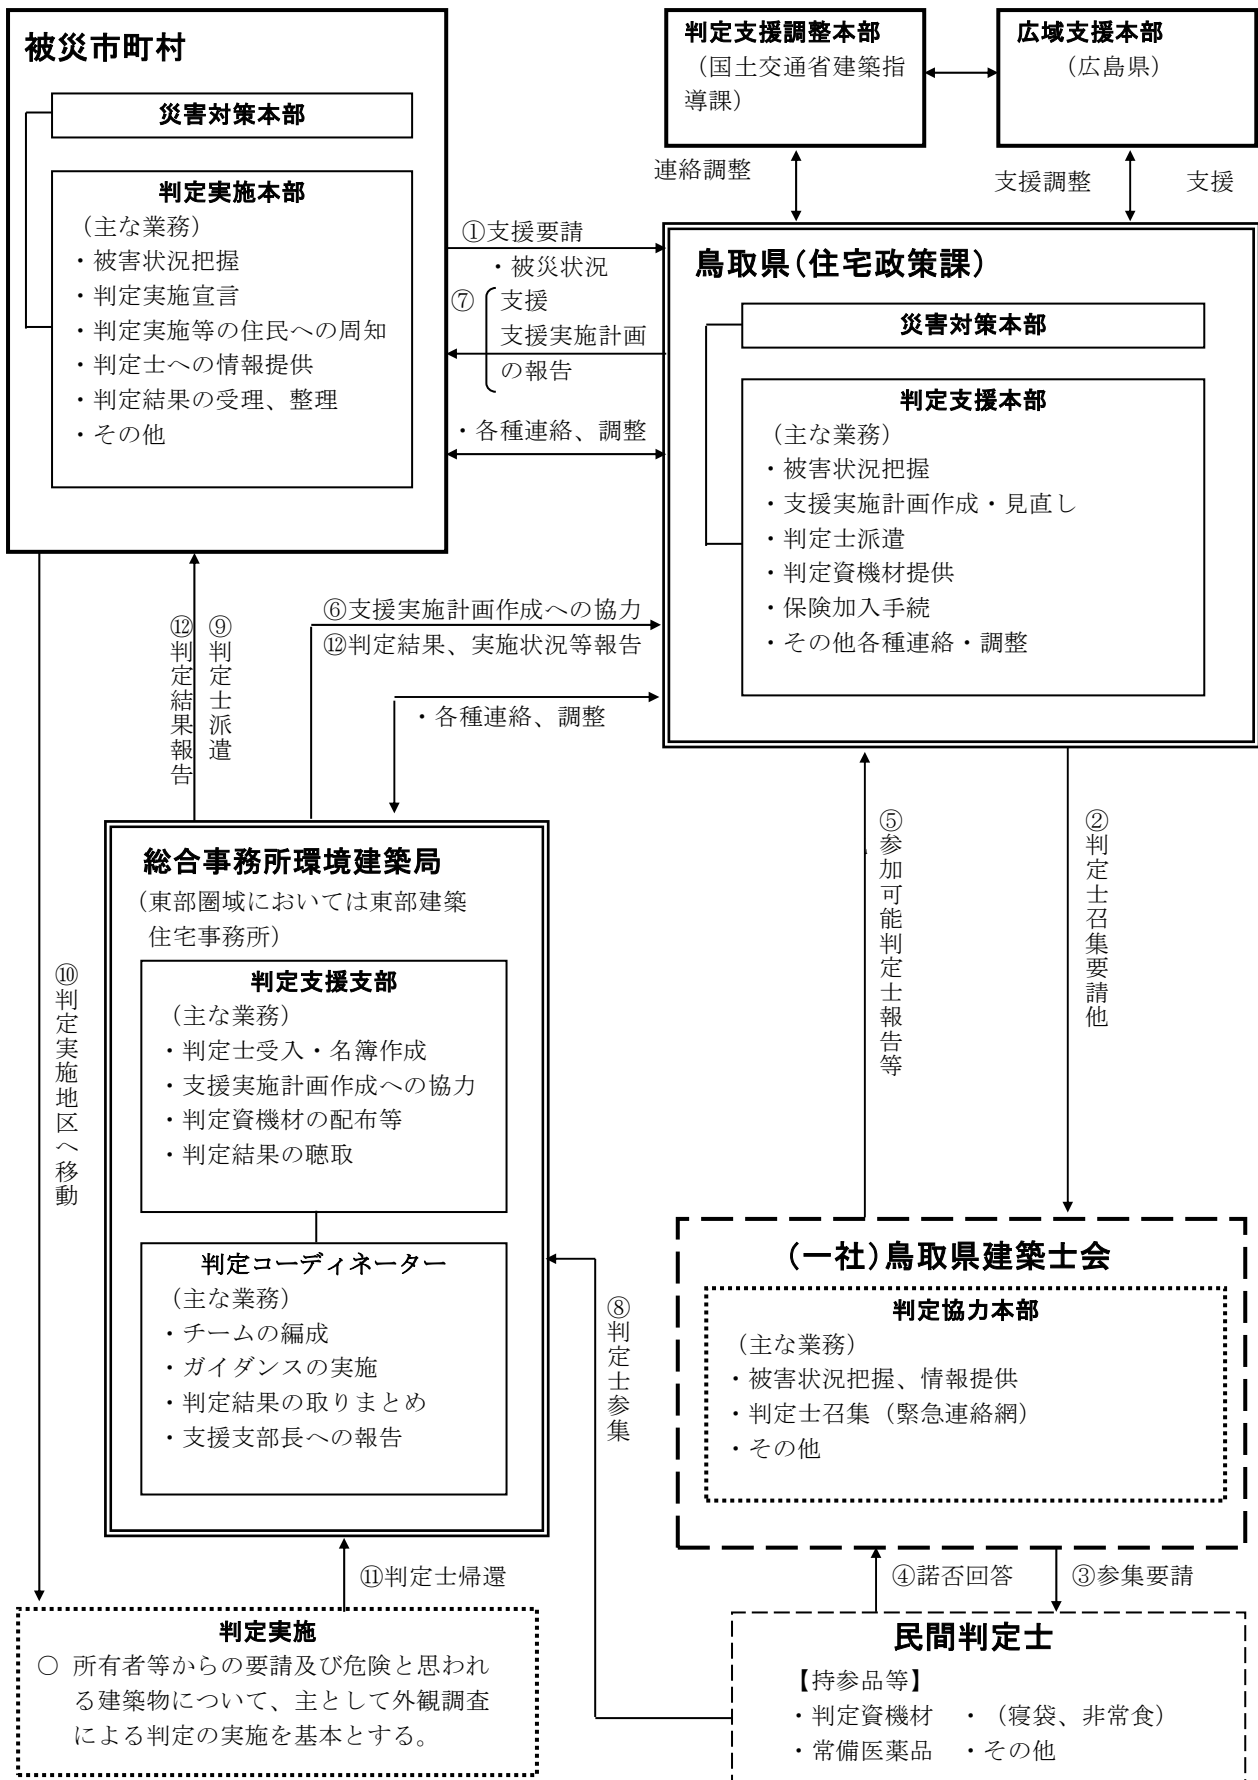 被災市町村
災害対策本部
判定実施本部
(主な業務)
・被害状況把握
・判定実施宣言
・判定実施等の住民への周知
・判定士への情報提供
・判定結果の受理、整理
・その他
判定支援調整本部
（国土交通省建築指
導課）
広域支援本部
（広島県）
連絡調整
支援調整
支援
①支援要請
・被災状況
⑦
支援
支援実施計画
の報告
・各種連絡、調整
鳥取県（住宅政策課）
災害対策本部
判定支援本部
（主な業務）
・被害状況把握
・支援実施計画作成・見直し
・判定士派遣
・判定資機材提供
・保険加入手続
・その他各種連絡・調整
⑫判定結果報告
⑨判定士派遣
⑥支援実施計画作成への協力
⑫判定結果、実施状況等報告
・各種連絡、調整
総合事務所環境建築局
（東部圏域においては東部建築
住宅事務所）
判定支援支部
（主な業務）
・判定士受入・名簿作成
・支援実施計画作成への協力
・判定資機材の配布等
・判定結果の聴取
判定コーディネーター
（主な業務）
・チームの編成
・ガイダンスの実施
・判定結果の取りまとめ
・支援支部長への報告
⑩判定実施地区へ移動
⑤参加可能判定士報告等
②判定士召集要請他
⑧判定士参集
（一社）鳥取県建築士会
判定協力本部
（主な業務）
・被害状況把握、情報提供
・判定士召集（緊急連絡網）
・その他
⑪判定士帰還
④諾否回答
③参集要請
判定実施
○ 所有者等からの要請及び危険と思われ
る建築物について、主として外観調査
による判定の実施を基本とする。
民間判定士
【持参品等】
・判定資機材 ・（寝袋、非常食）
・常備医薬品 ・その他